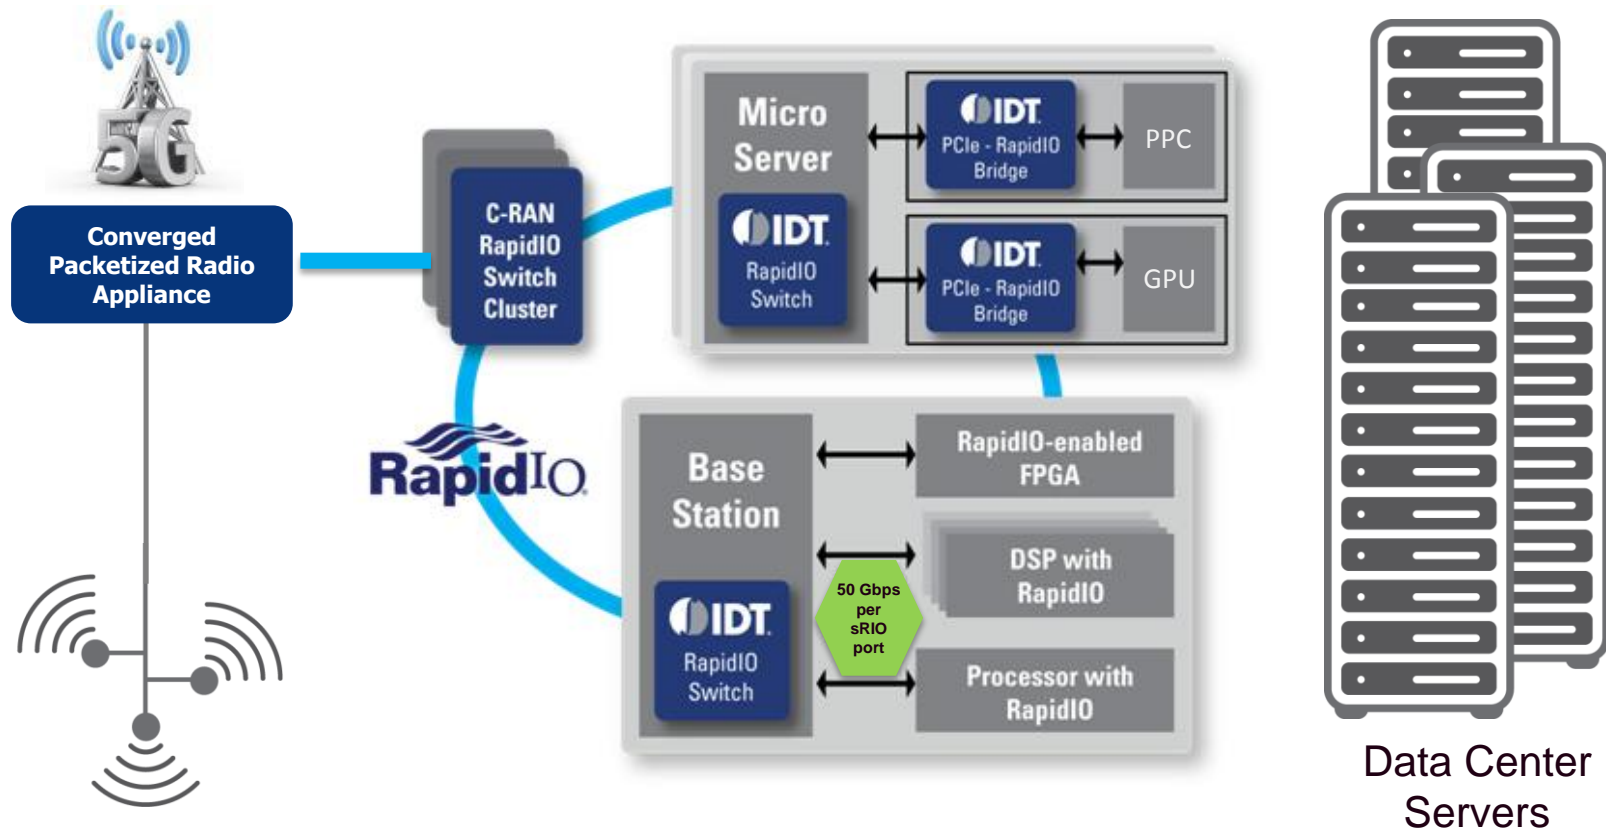 5G
Converged
Packetized Radio
Appliance
C-RAN
RapidIO
Switch
Cluster
RapidIO
Micro
Server
IDT
RapidIO
Switch
IDT
PCIe - RapidIO
Bridge
PPC
IDT
PCIe - RapidIO
Bridge
GPU
Base
Station
IDT
RapidIO
Switch
50 Gbps
per
sRIO
port
RapidIO-enabled
FPGA
DSP with
RapidIO
Processor with
RapidIO
Data Center
Servers